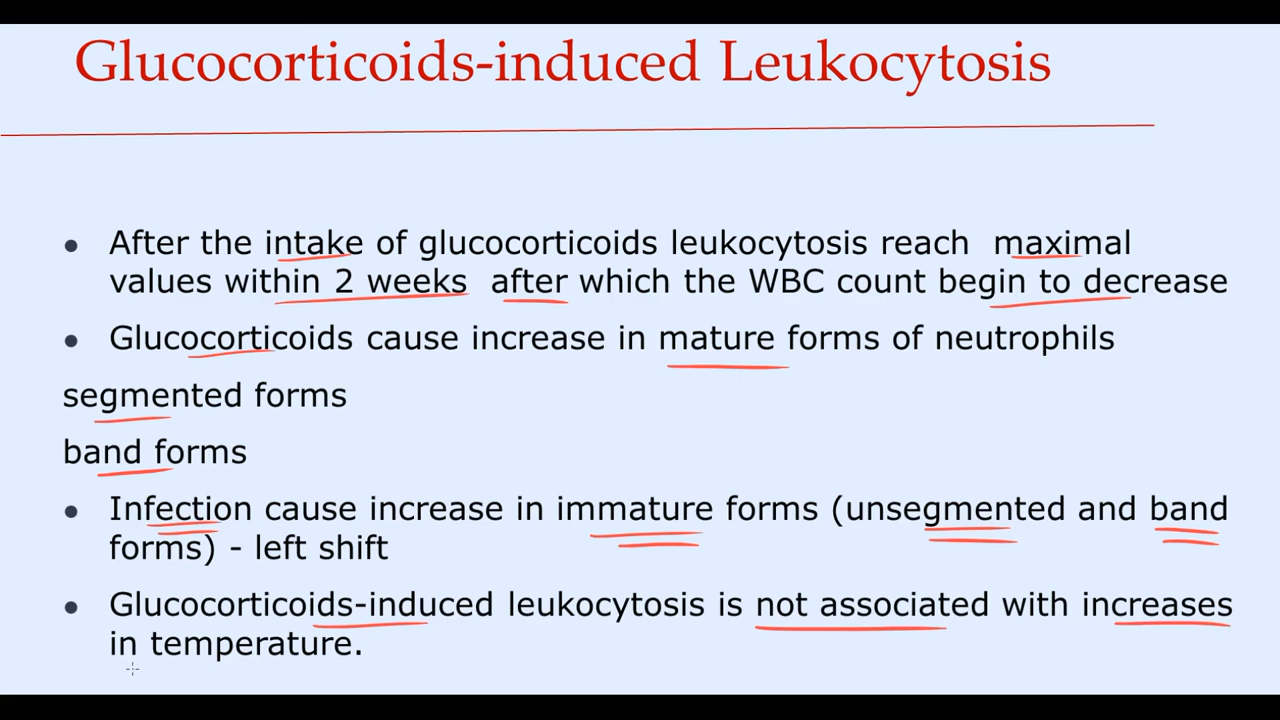 Glucocorticoids-induced Leukocytosis
After the intake of glucocorticoids leukocytosis reach maximal
values within 2 weeks after which the WBC count begin to decrease
Glucocorticoids cause increase in mature forms of neutrophils
segmented forms
band forms
Infection cause increase in immature forms (unsegmented and band
forms) - left shift
Glucocorticoids-induced leukocytosis is not associated with increases
in temperature.